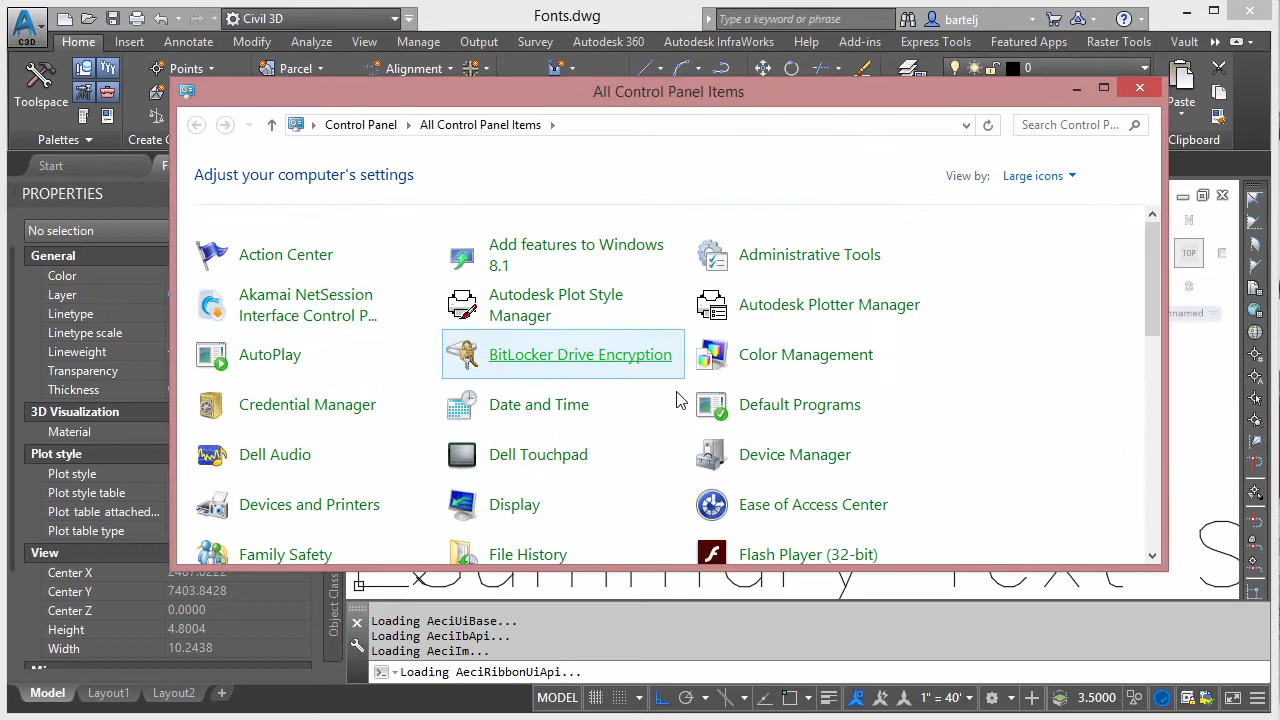 Civil 3D
Fonts.dwg
Type a keyword or phrase
bartelj
C3D
Home Insert Annotate Modify Analyze View Manage Output Survey Autodesk 360 Autodesk InfraWorks Help Add-ins Express Tools Featured Apps Raster Tools Vault
Toolspace
Points
Parcel
Alignment
0
Paste
Palettes
Create
Clipboard
Start
PROPERTIES
No selection
General
Color
Layer
Linetype
Linetype scale
Lineweight
Transparency
Thickness
3D Visualization
Material
Plot style
Plot style
Plot style table
Plot table attached...
Plot table type
View
Center X 2467.6222
Center Y 7403.8428
Center Z 0.0000
Height 4.8004
Width 10.2438
Object Class
All Control Panel Items
Control Panel
All Control Panel Items
Search Control P...
Adjust your computer's settings
View by: Large icons
Action Center
Add features to Windows
8.1
Administrative Tools
Akamai NetSession
Interface Control P...
Autodesk Plot Style
Manager
Autodesk Plotter Manager
AutoPlay
BitLocker Drive Encryption
Color Management
Credential Manager
Date and Time
Default Programs
Dell Audio
Dell Touchpad
Device Manager
Devices and Printers
Display
Ease of Access Center
Family Safety
File History
Flash Player (32-bit)
N
TOP
E
S
nnamed
Loading AeciUiBase...
Loading AeciIbApi...
Loading AeciIm...
Loading AeciRibbonUiApi...
Model Layout1 Layout2 +
MODEL
1" = 40'
3.5000